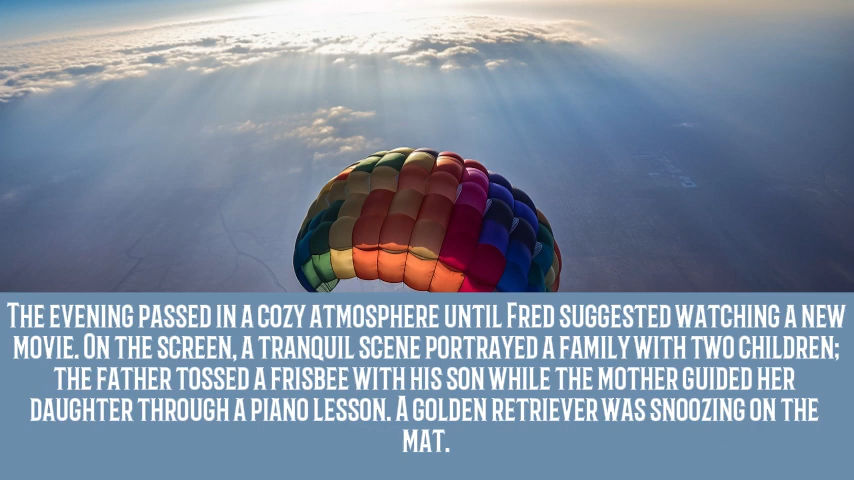 The evening passed in a cozy atmosphere until Fred suggested watching a new
movie. On the screen, a tranquil scene portrayed a family with two children;
the father tossed a frisbee with his son while the mother guided her
daughter through a piano lesson. A golden retriever was snoozing on the
mat.